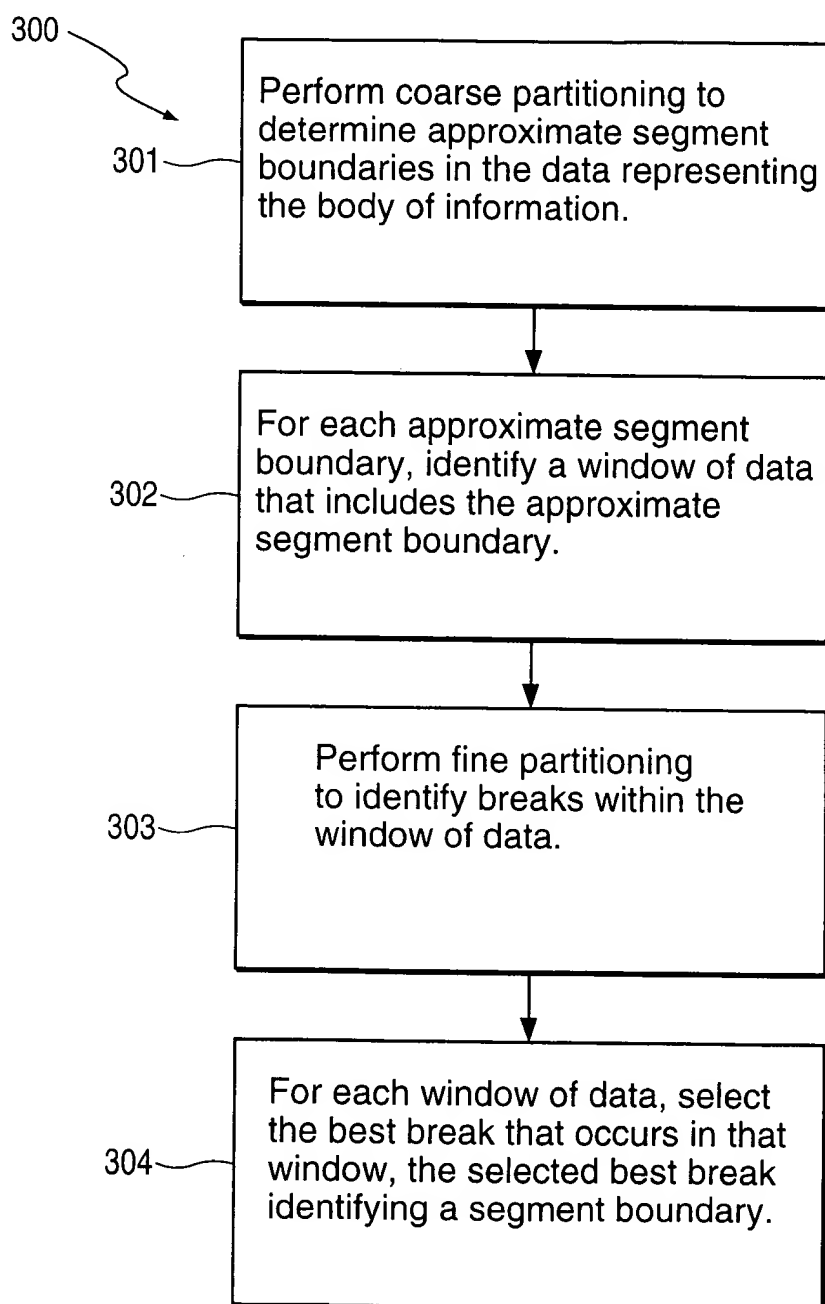 300
301
Perform coarse partitioning to
determine approximate segment
boundaries in the data representing
the body of information.
302
For each approximate segment
boundary, identify a window of data
that includes the approximate
segment boundary.
303
Perform fine partitioning
to identify breaks within the
window of data.
304
For each window of data, select
the best break that occurs in that
window, the selected best break
identifying a segment boundary.